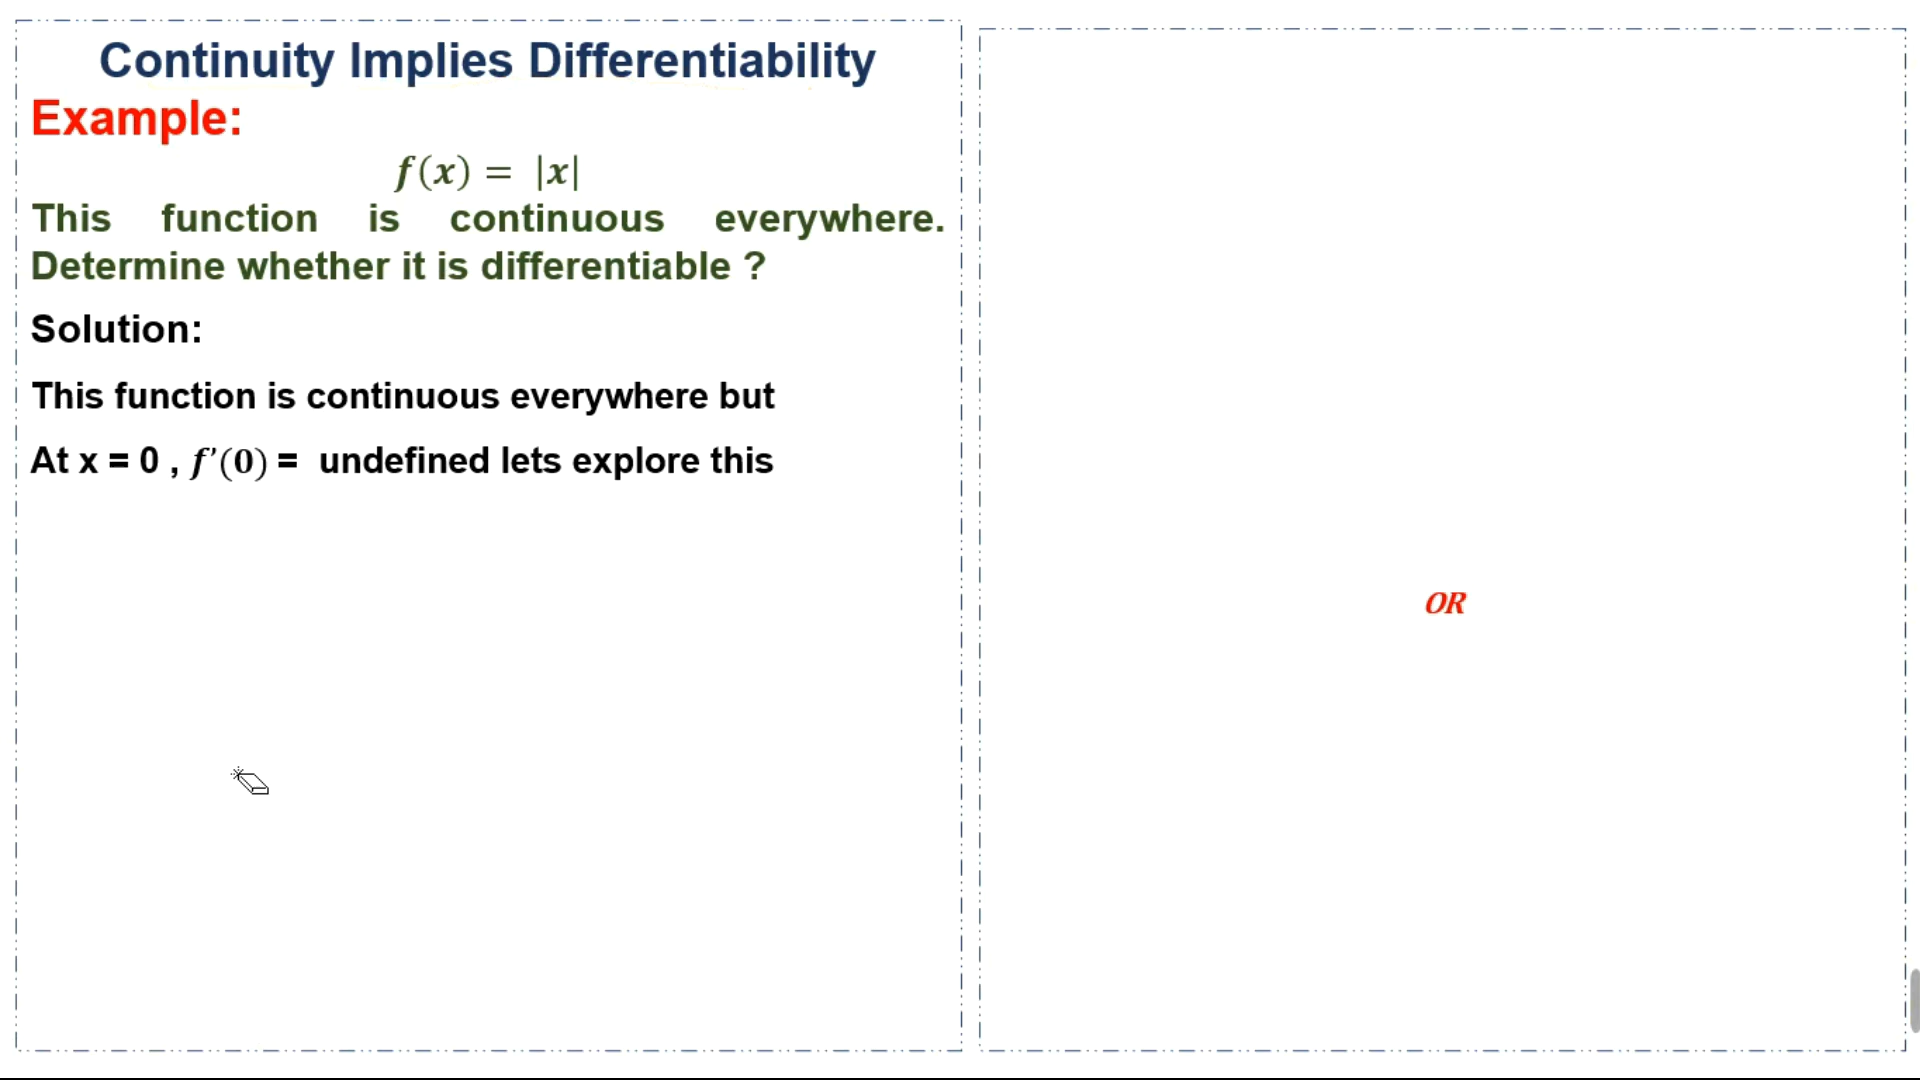 Continuity Implies Differentiability
Example:
f(x) = |x|
This function is continuous everywhere.
Determine whether it is differentiable ?
Solution:
This function is continuous everywhere but
At x = 0 , f′(0) = undefined lets explore this
OR